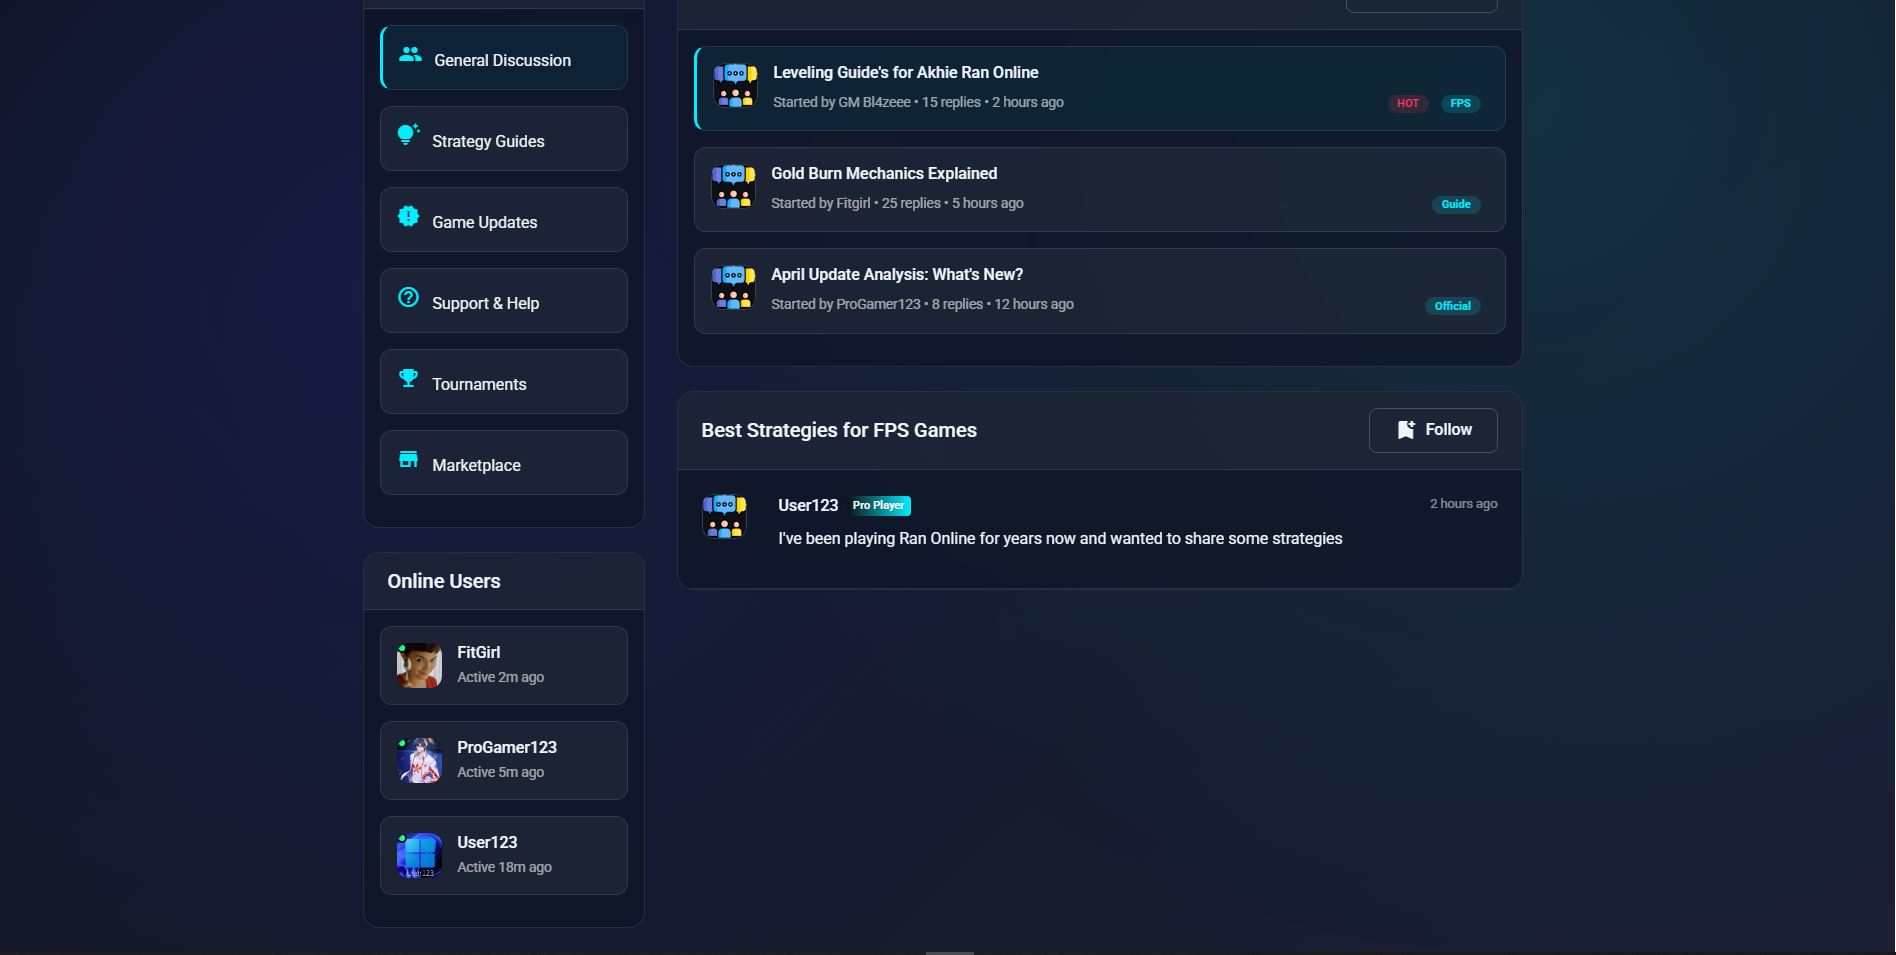 General Discussion
Strategy Guides
Game Updates
Support & Help
Tournaments
Marketplace
Online Users
FitGirl
Active 2m ago
ProGamer123
Active 5m ago
User123
User123
Active 18m ago
Leveling Guide's for Akhie Ran Online
Started by GM Bl4zeee • 15 replies • 2 hours ago
HOT
FPS
Gold Burn Mechanics Explained
Started by Fitgirl • 25 replies • 5 hours ago
Guide
April Update Analysis: What's New?
Started by ProGamer123 • 8 replies • 12 hours ago
Official
Best Strategies for FPS Games
Follow
User123
Pro Player
2 hours ago
I've been playing Ran Online for years now and wanted to share some strategies